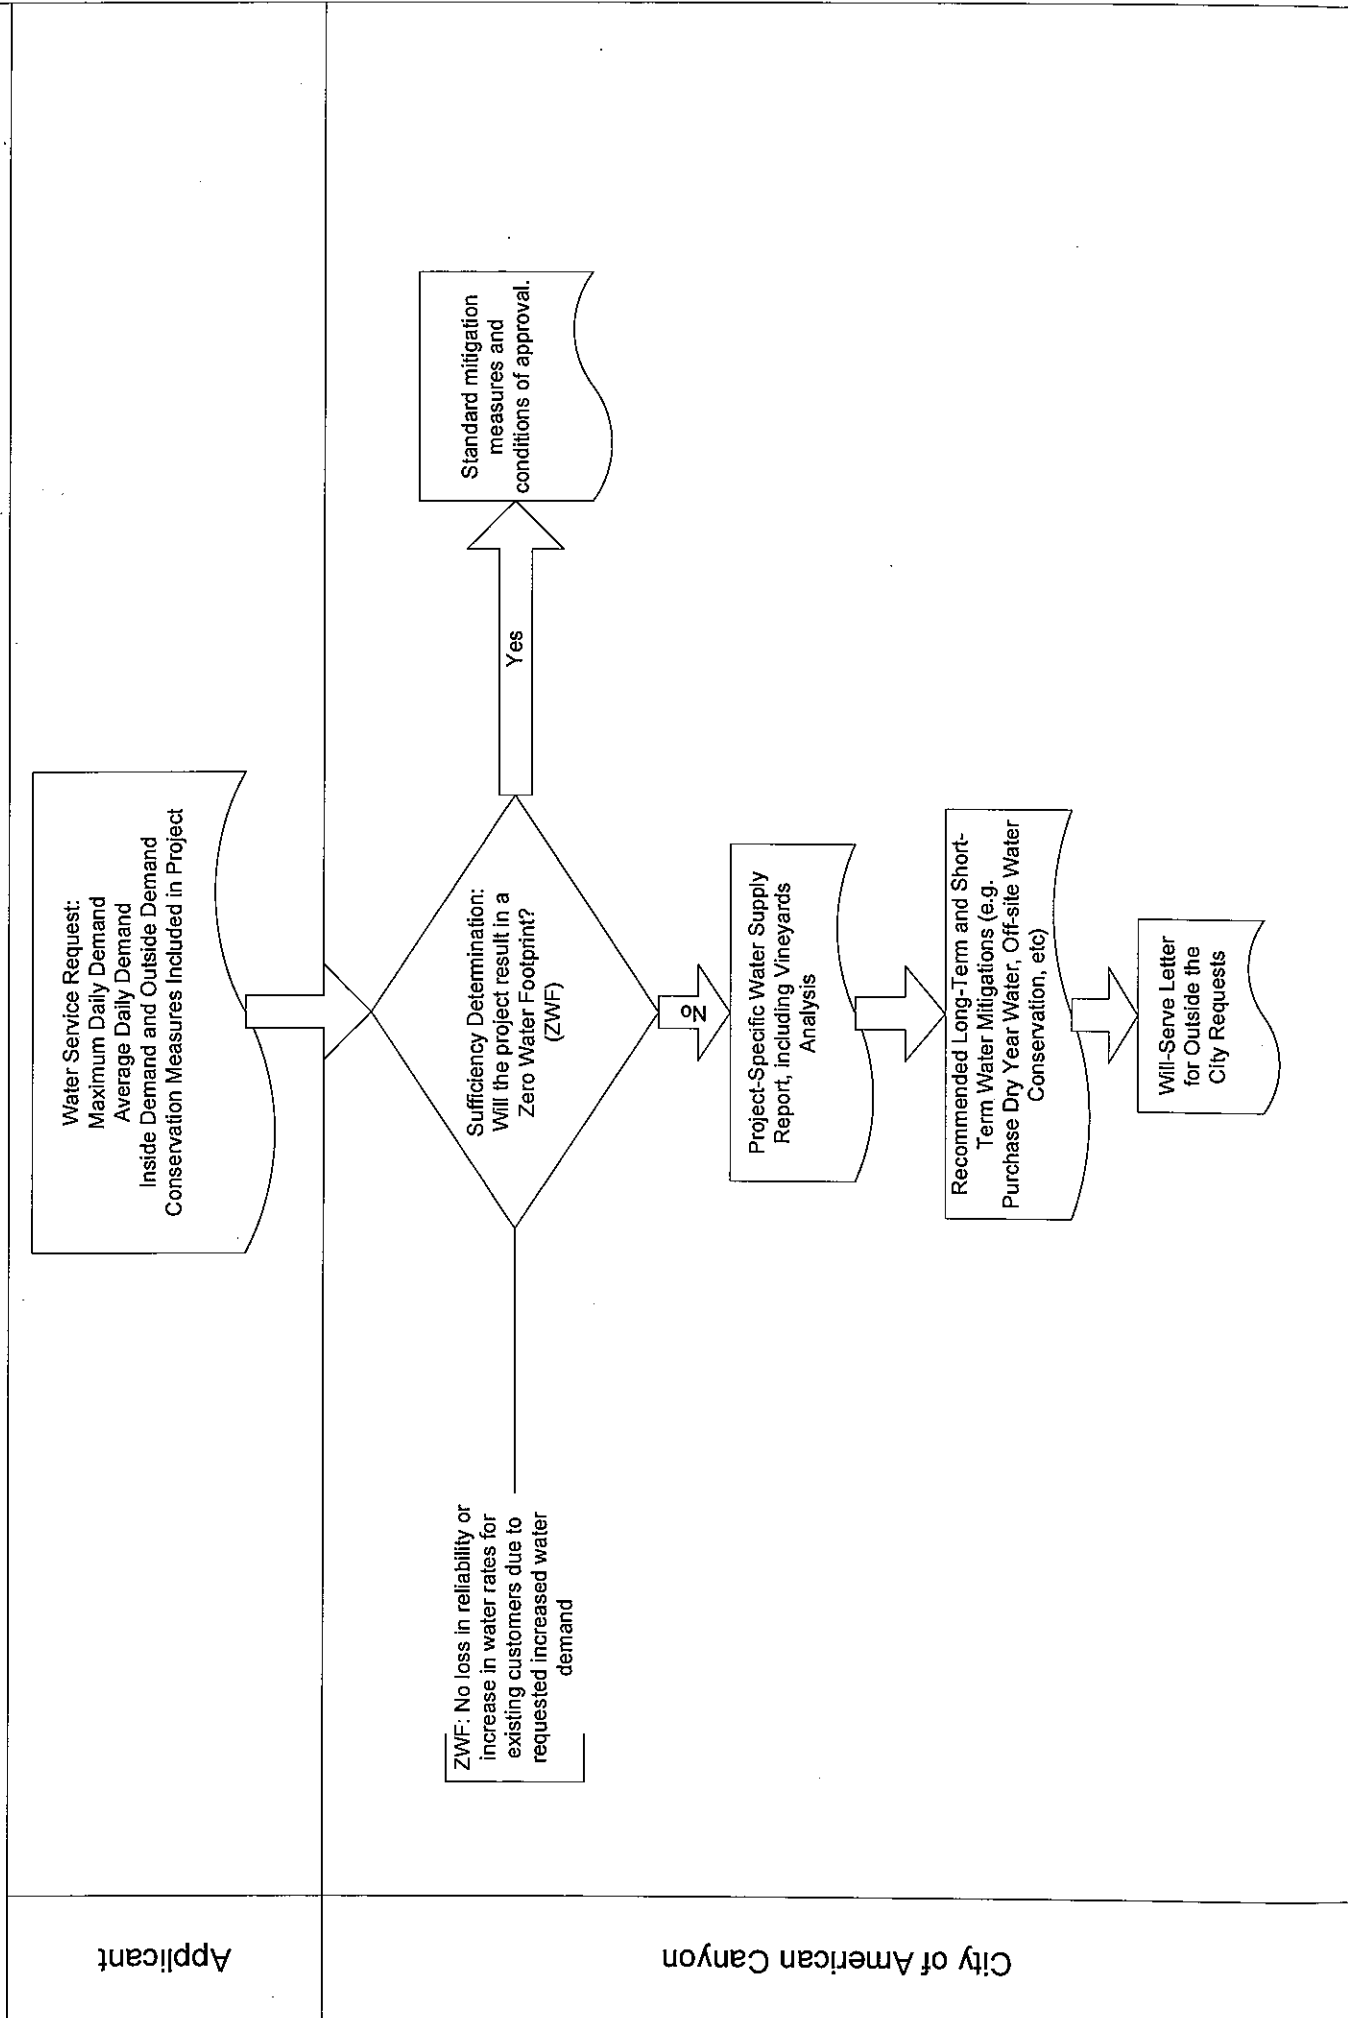 Applicant
Water Service Request:
Maximum Daily Demand
Average Daily Demand
Inside Demand and Outside Demand
Conservation Measures Included in Project
City of American Canyon
ZWF: No loss in reliability or
increase in water rates for
existing customers due to
requested increased water
demand
Sufficiency Determination:
Will the project result in a
Zero Water Footprint?
(ZWF)
Yes
Standard mitigation
measures and
conditions of approval.
No
Project-Specific Water Supply
Report, including Vineyards
Analysis
Recommended Long-Term and Short-
Term Water Mitigations (e.g.
Purchase Dry Year Water, Off-site Water
Conservation, etc)
Will-Serve Letter
for Outside the
City Requests